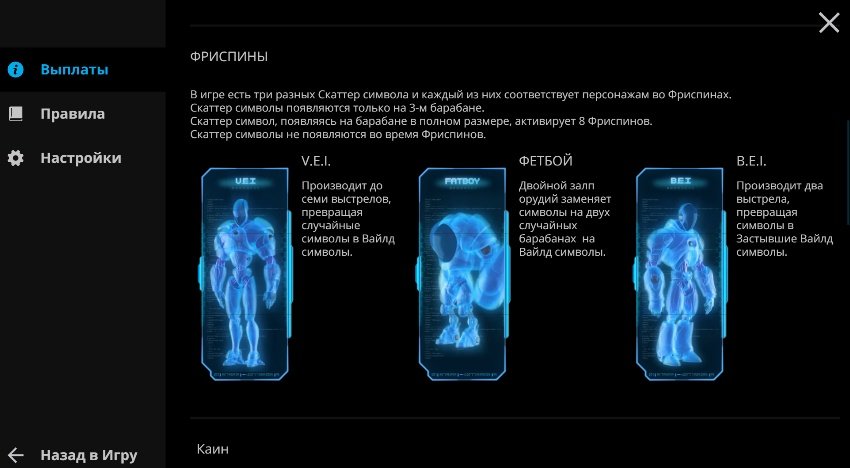 ФРИСПИНЫ
Выплаты
Правила
Настройки
Назад в Игру
В игре есть три разных Скаттер символа и каждый из них соответствует персонажам во Фриспинах.
Скаттер символы появляются только на 3-м барабане.
Скаттер символ, появляясь на барабане в полном размере, активирует 8 Фриспинов.
Скаттер символы не появляются во время Фриспинов.
VEI
V.E.I.
Производит до
семи выстрелов,
превращая
случайные
символы в Вайлд
символы.
FATBOY
ФЕТБОЙ
Двойной залп
орудий заменяет
символы на двух
случайных
барабанах на
Вайлд символы.
BEI
B.E.I.
Производит два
выстрела,
превращая
символы в
Застывшие Вайлд
символы.
Каин